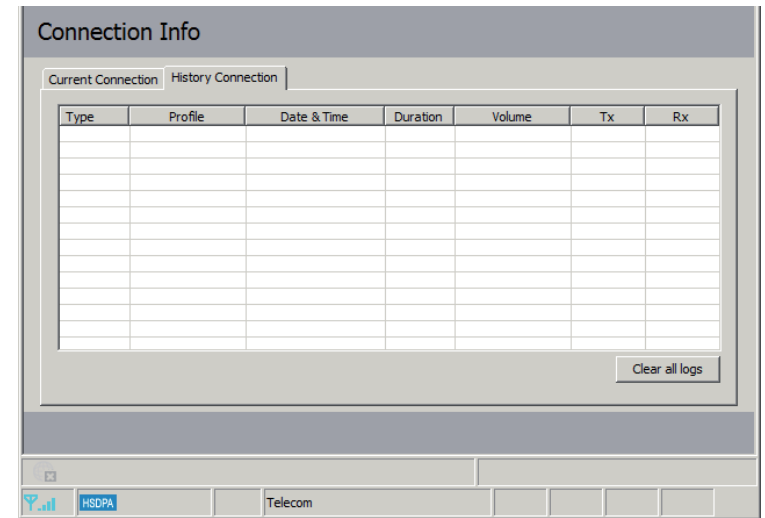 Connection Info
Current Connection History Connection
Type Profile Date & Time Duration Volume Tx Rx
Clear all logs
HSDPA Telecom